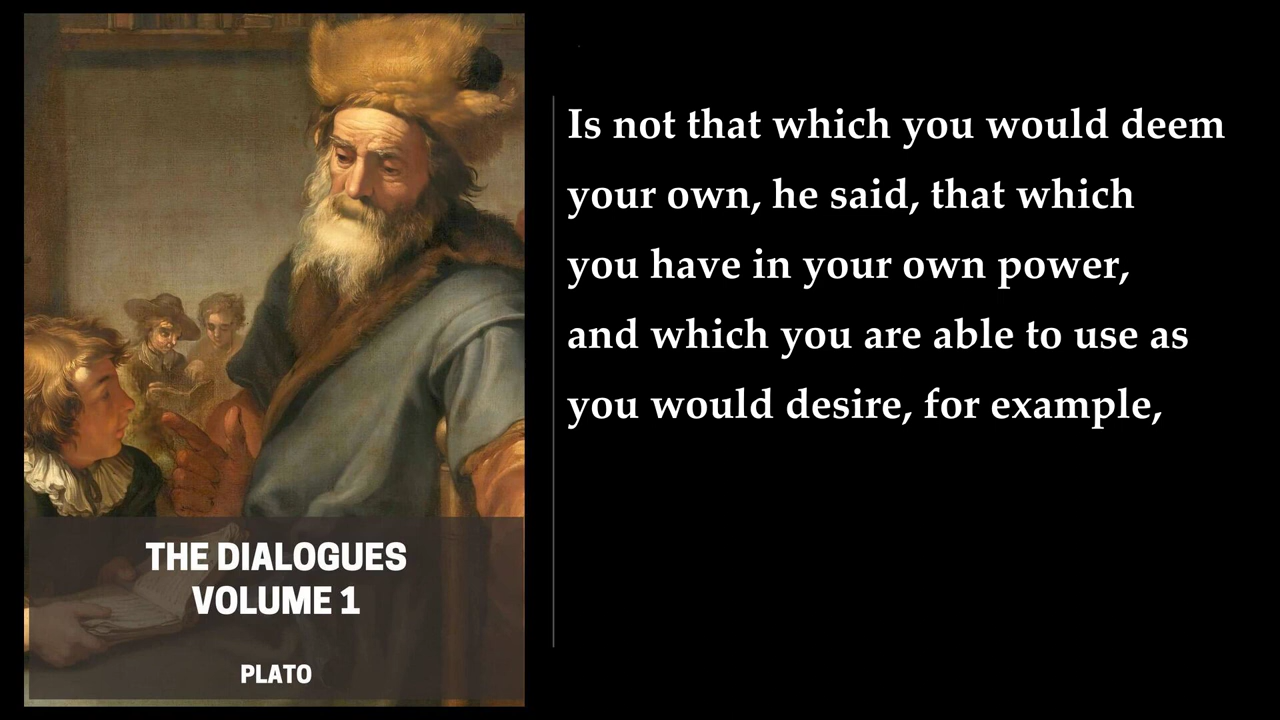 THE DIALOGUES
VOLUME 1
PLATO
Is not that which you would deem
your own, he said, that which
you have in your own power,
and which you are able to use as
you would desire, for example,